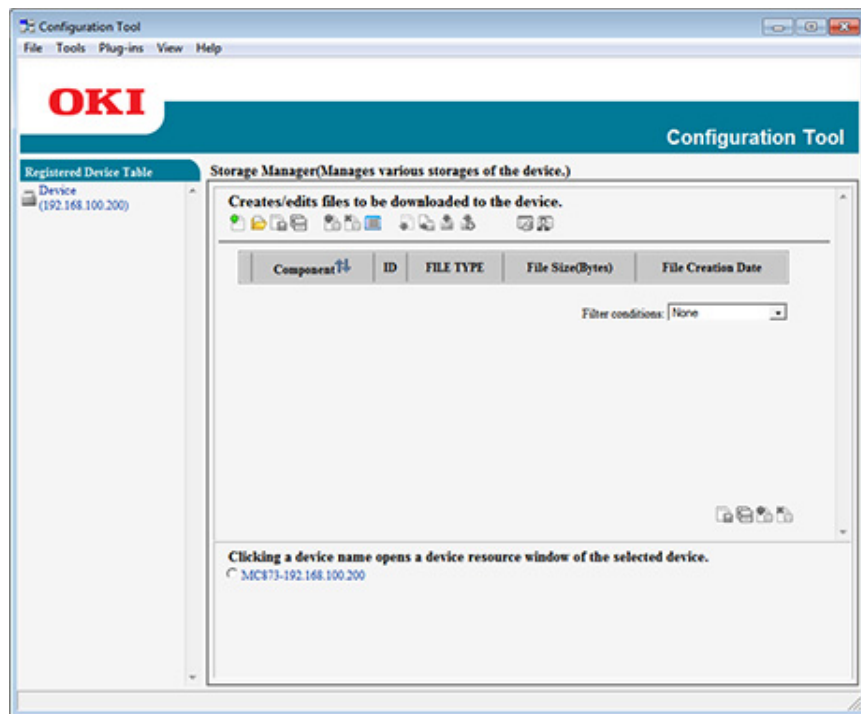 Configuration Tool
File Tools Plug-ins View Help
OKI
Configuration Tool
Registered Device Table
Device
(192.168.100.200)
Storage Manager(Manages various storages of the device.)
Creates/edits files to be downloaded to the device.
Component ID FILE TYPE File Size(Bytes) File Creation Date
Filter conditions: None
Clicking a device name opens a device resource window of the selected device.
MC873-192.168.100.200